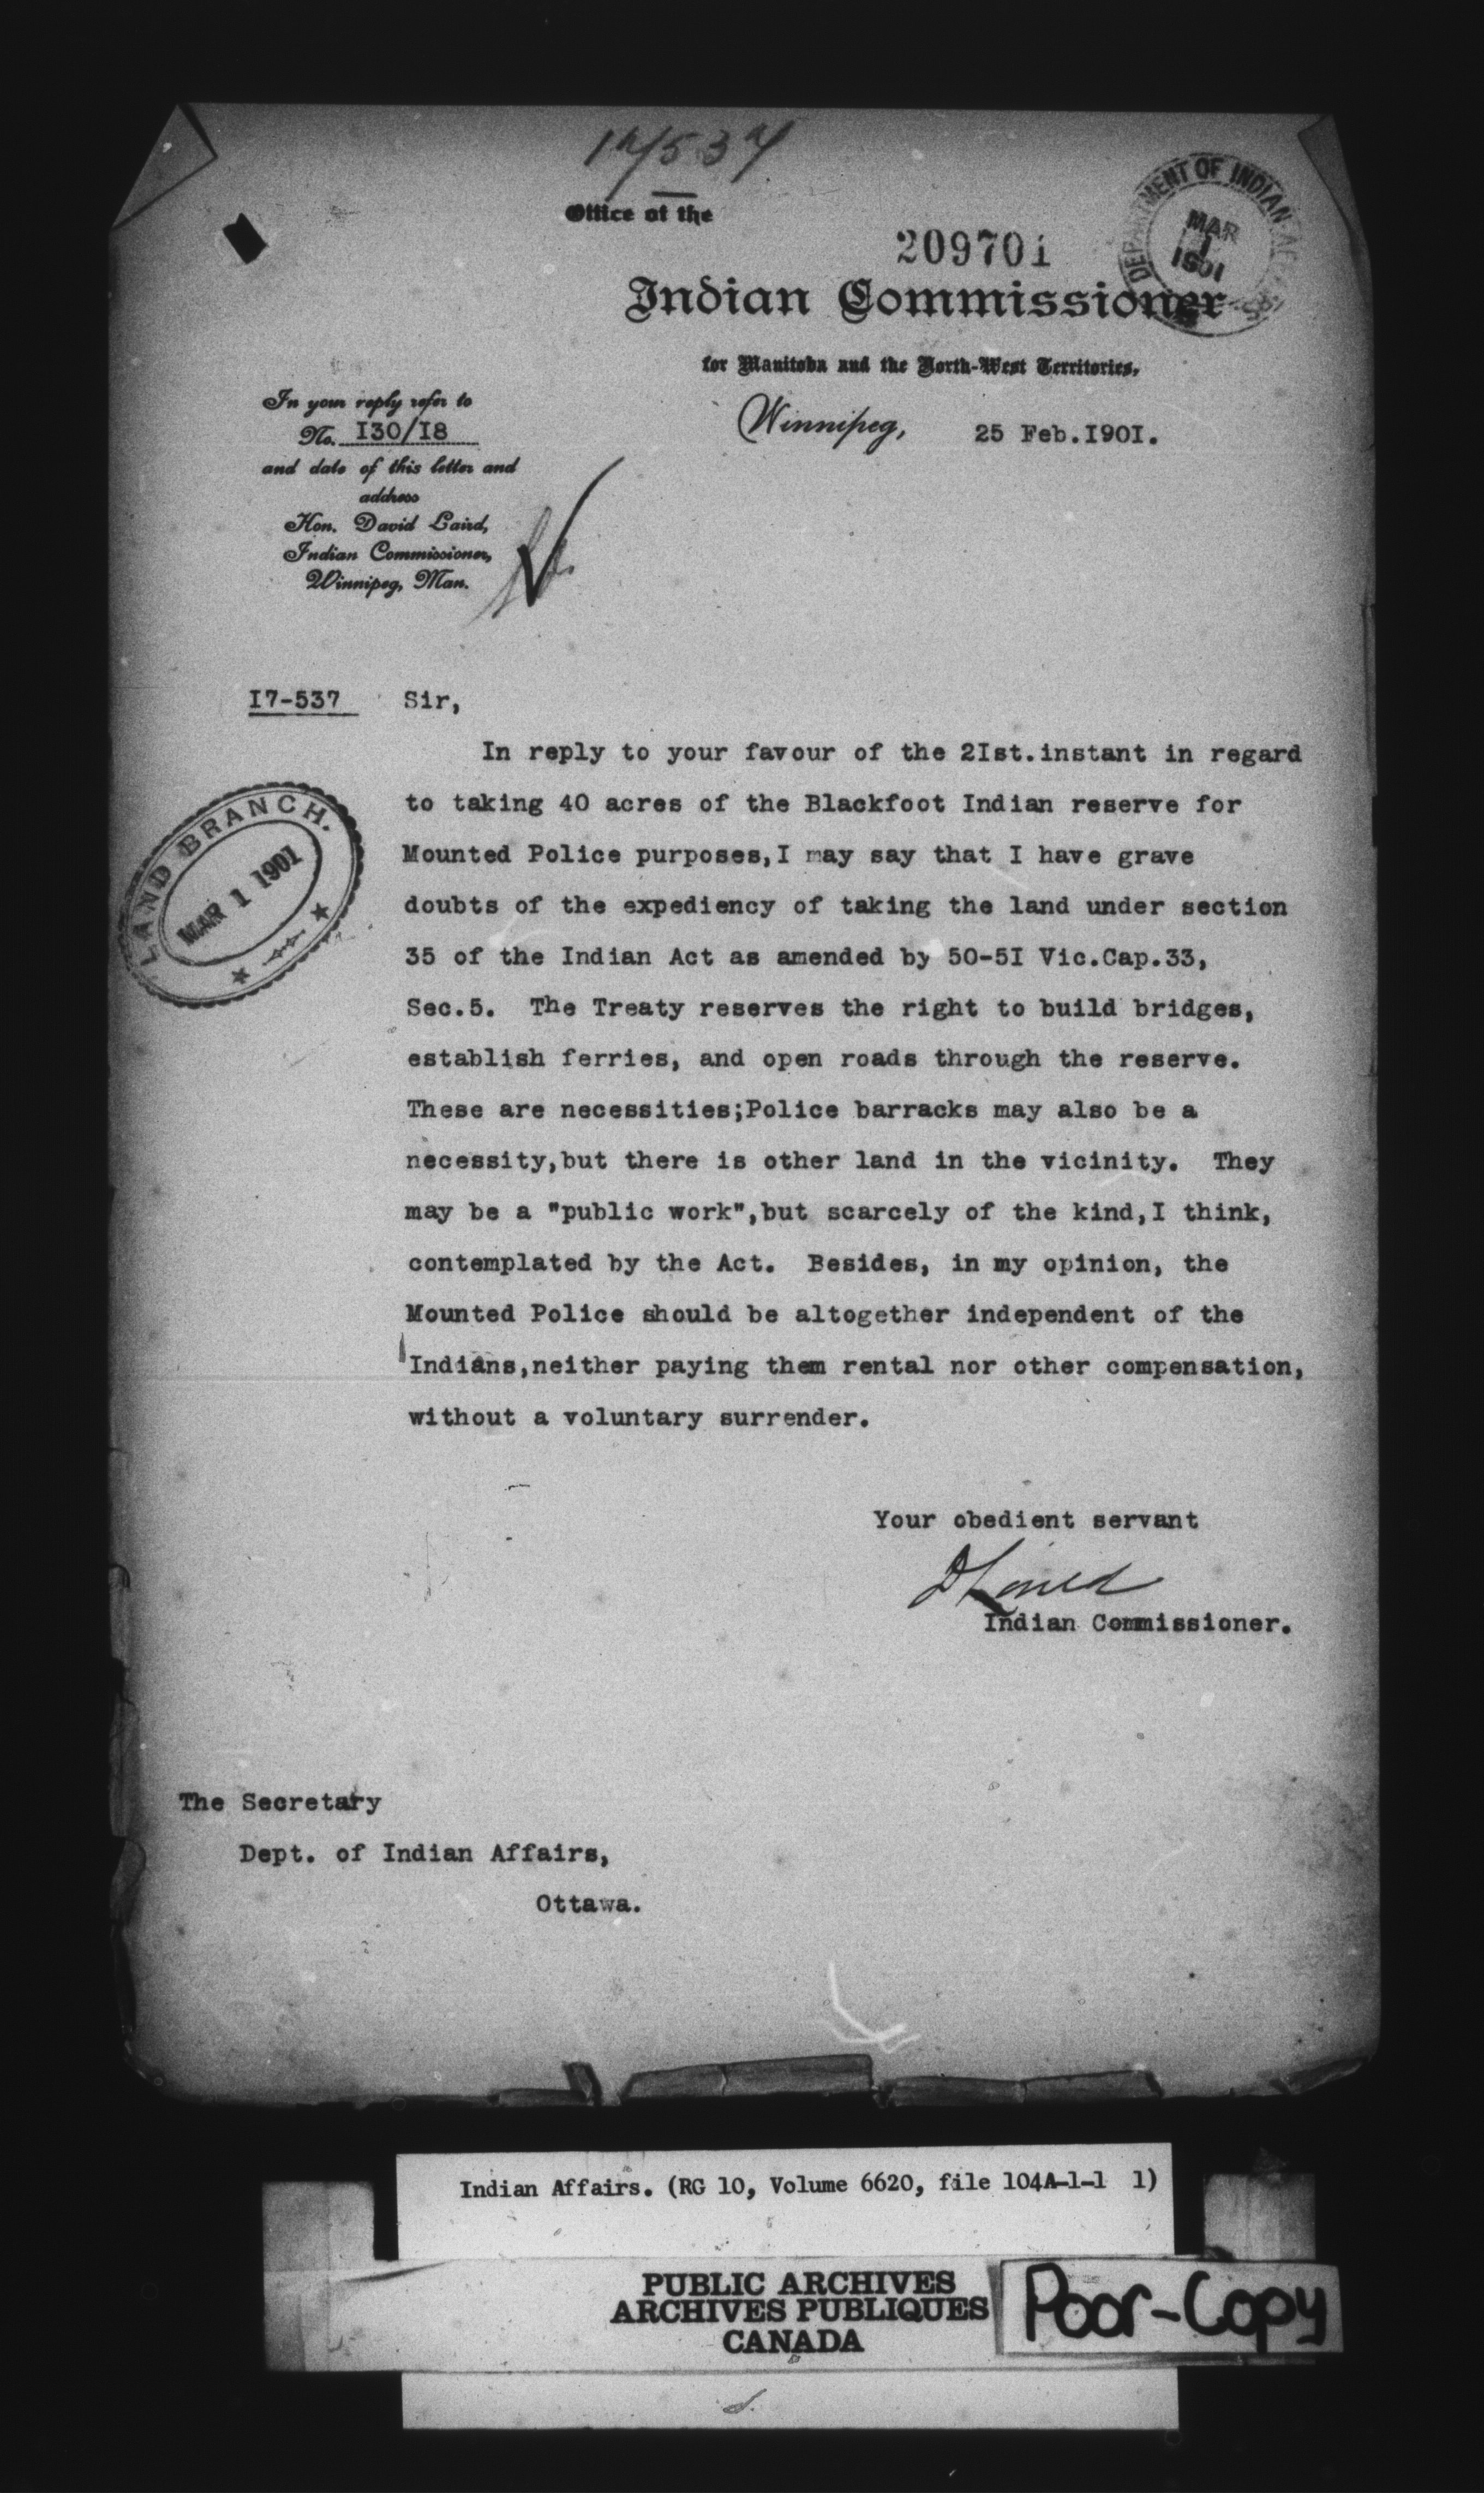 17537
Office of the
209701
DEPARTMENT OF INDIAN
MAR
1
1901
Indian Commissioner
for Manitoba and the North-West Territories,
In your reply refer to
No. I30/I8
and date of this letter and
address
Hon. David Laird,
Indian Commissioner,
Winnipeg, Man.
Winnipeg, 25 Feb.I90I.
I7-537 Sir,
In reply to your favour of the 2Ist.instant in regard
to taking 40 acres of the Blackfoot Indian reserve for
Mounted Police purposes,I may say that I have grave
doubts of the expediency of taking the land under section
35 of the Indian Act as amended by 50-5I Vic.Cap.33,
Sec.5. The Treaty reserves the right to build bridges,
establish ferries, and open roads through the reserve.
These are necessities;Police barracks may also be a
necessity,but there is other land in the vicinity. They
may be a "public work",but scarcely of the kind,I think,
contemplated by the Act. Besides, in my opinion, the
Mounted Police should be altogether independent of the
Indians,neither paying them rental nor other compensation,
without a voluntary surrender.
LAND BRANCH.
MAR 1 1901
Your obedient servant
D Laird
Indian Commissioner.
The Secretary
Dept. of Indian Affairs,
Ottawa.
Indian Affairs. (RG 10, Volume 6620, file 104A-1-1 1)
PUBLIC ARCHIVES
ARCHIVES PUBLIQUES
CANADA
Poor-Copy